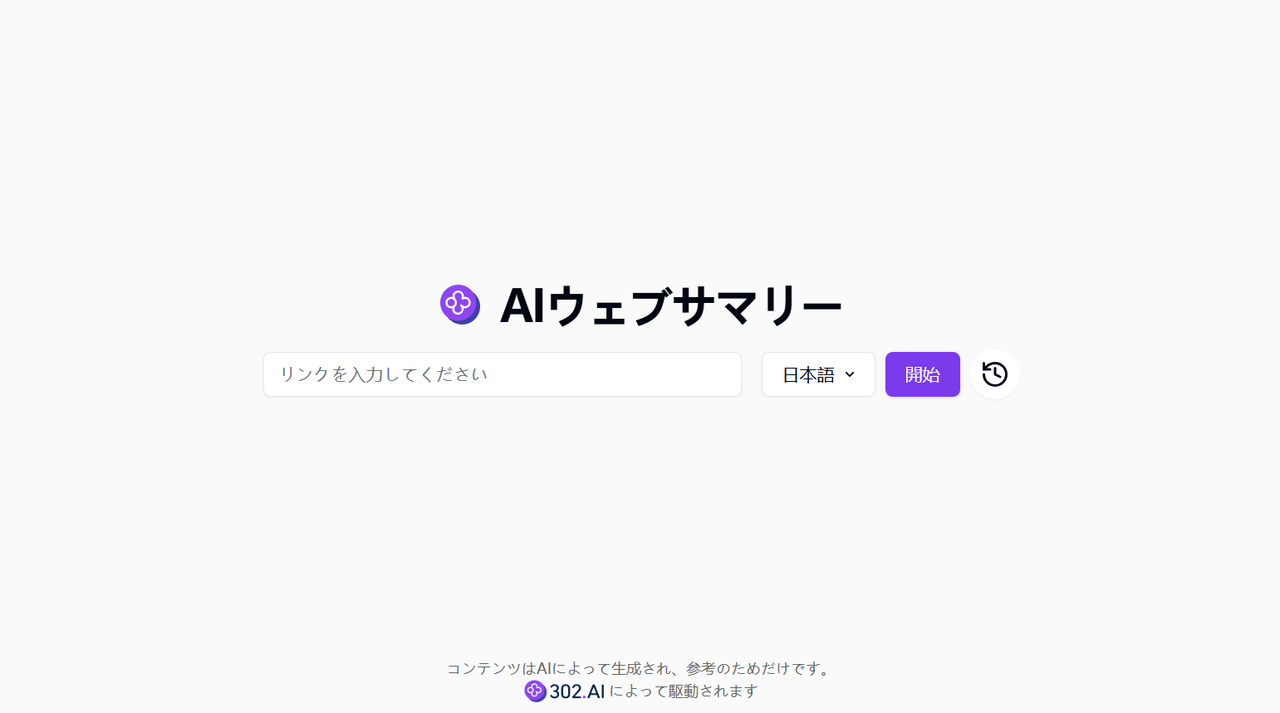 AIウェブサマリー
リンクを入力してください
日本語
開始
コンテンツはAIによって生成され、参考のためだけです。
302.AI によって駆動されます